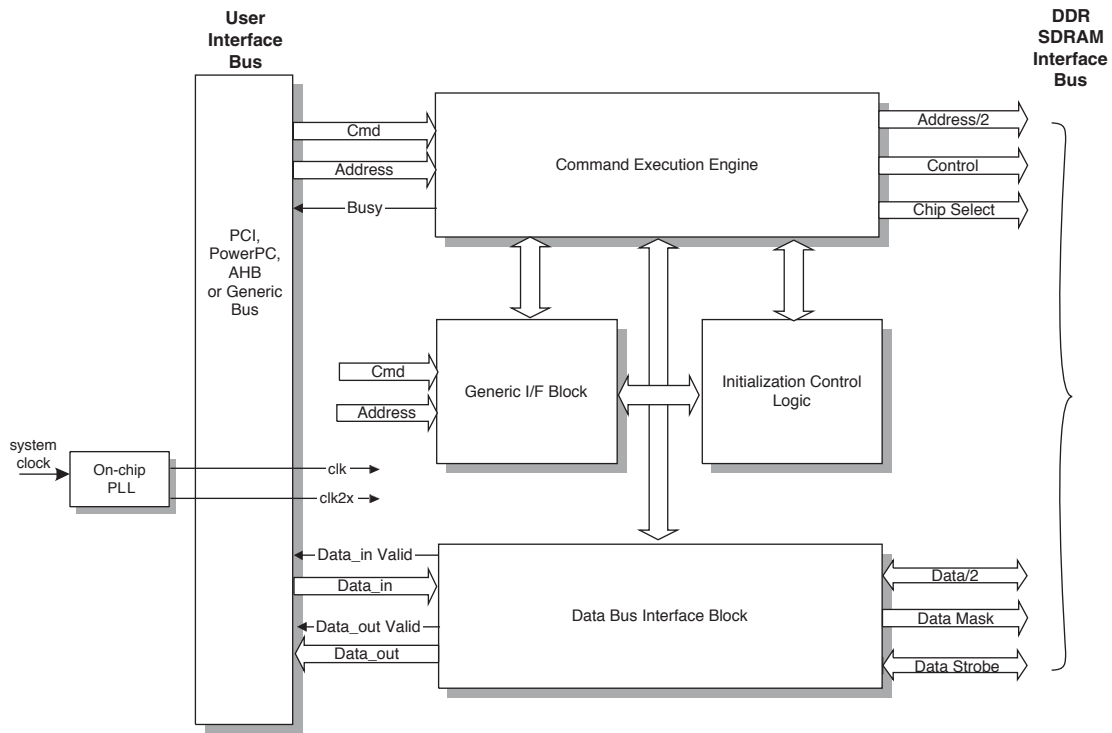 User
Interface
Bus
DDR
SDRAM
Interface
Bus
Cmd
Address
Busy
Command Execution Engine
Address/2
Control
Chip Select
PCI,
PowerPC,
AHB
or Generic
Bus
Cmd
Address
Generic I/F Block
Initialization Control
Logic
system
clock
On-chip
PLL
clk
clk2x
Data_in Valid
Data_in
Data_out Valid
Data_out
Data Bus Interface Block
Data/2
Data Mask
Data Strobe